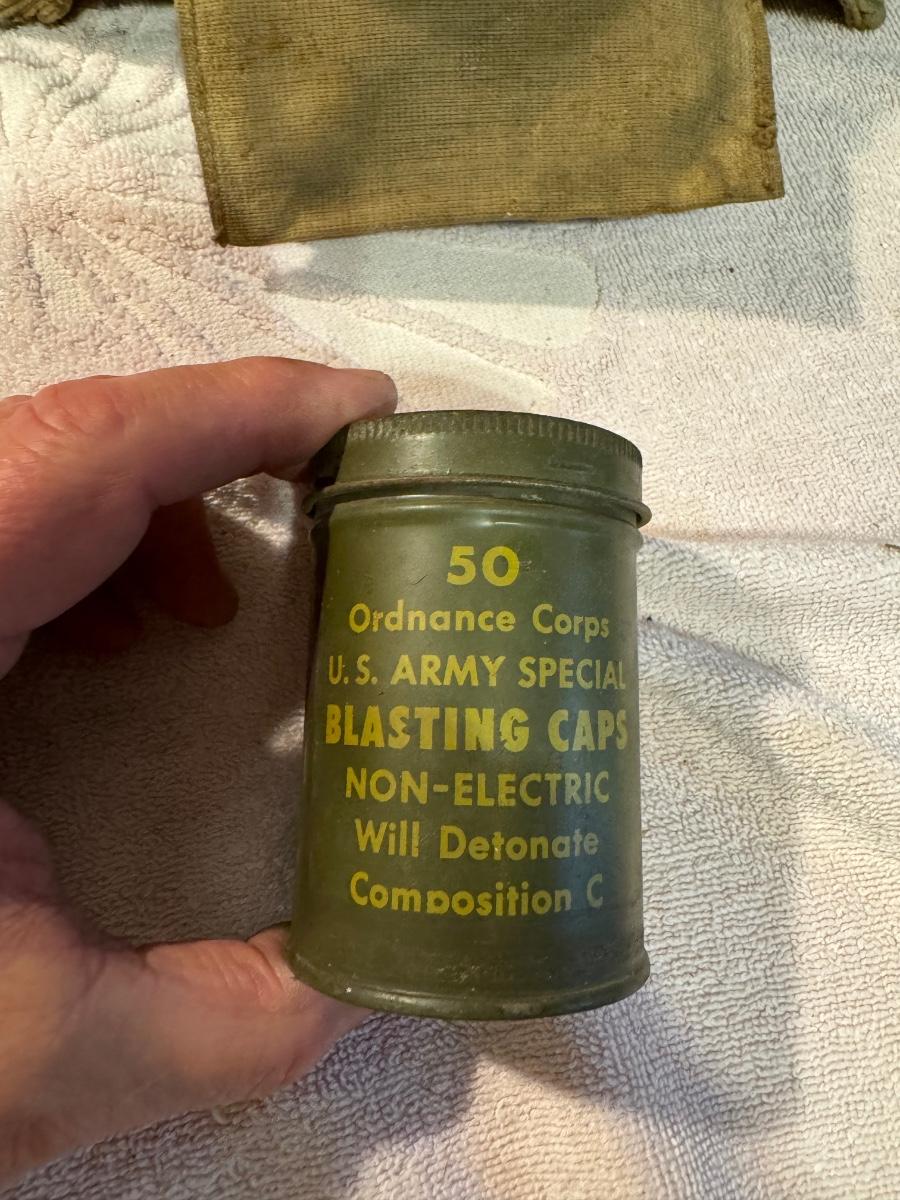 50
Ordnance Corps
U.S. ARMY SPECIAL
BLASTING CAPS
NON-ELECTRIC
Will Detonate
Composition C